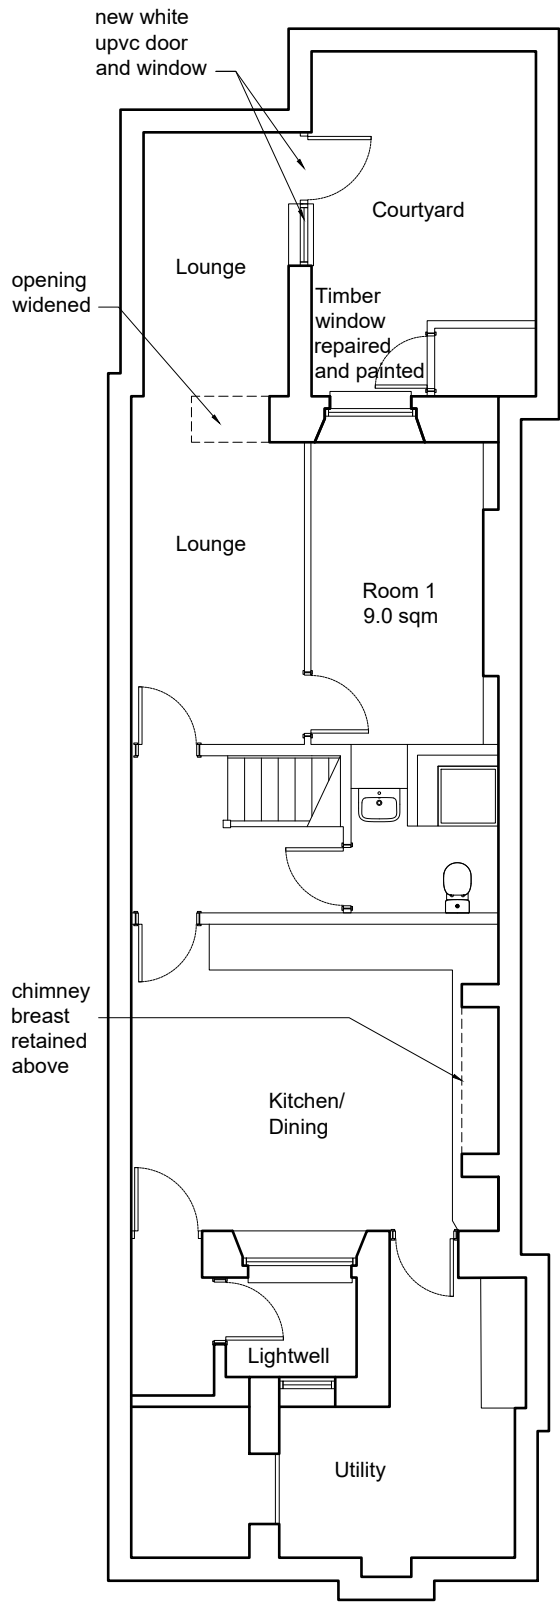 new white
upvc door
and window
Courtyard
Lounge
opening
widened
Timber
window
repaired
and painted
Lounge
Room 1
9.0 sqm
chimney
breast
retained
above
Kitchen/
Dining
Lightwell
Utility